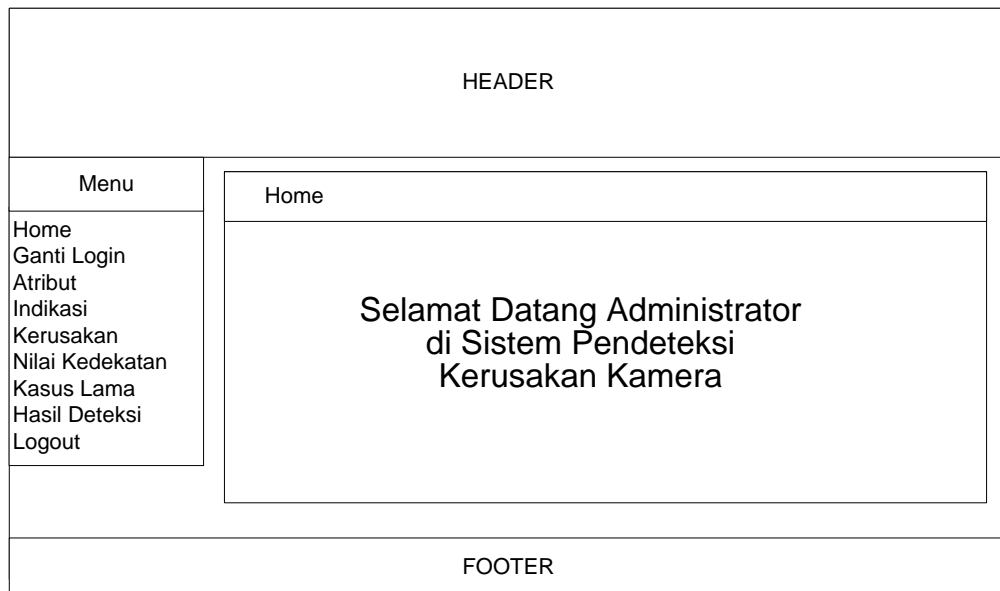 HEADER
Menu
Home
Ganti Login
Atribut
Indikasi
Kerusakan
Nilai Kedekatan
Kasus Lama
Hasil Deteksi
Logout
Home
Selamat Datang Administrator
di Sistem Pendeteksi
Kerusakan Kamera
FOOTER